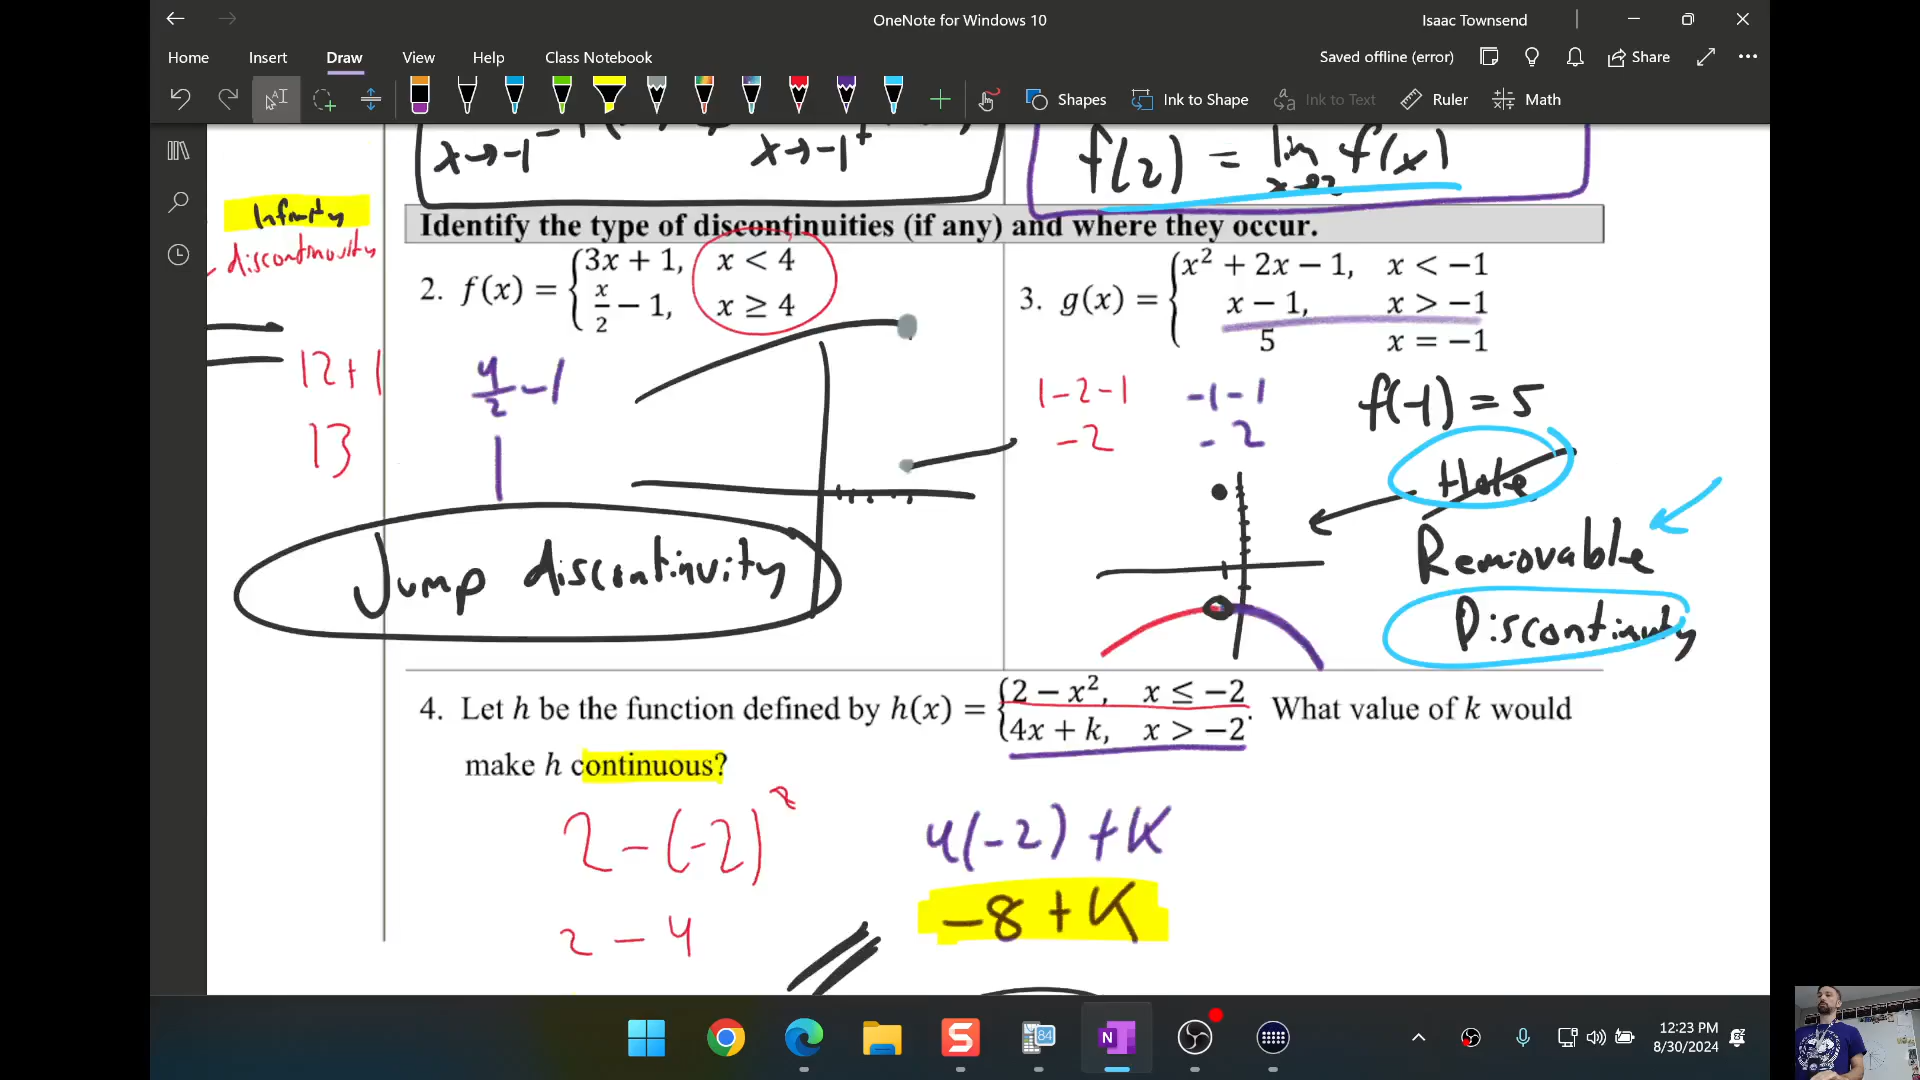 OneNote for Windows 10
Isaac Townsend
Home Insert Draw View Help Class Notebook
Saved offline (error)
Share
Shapes
Ink to Shape
Ink to Text
Ruler
Math
x→-1⁻
x→-1⁺
f(2) = lim f(x)
x→2
Infinity
discontinuity
Identify the type of discontinuities (if any) and where they occur.
2. f(x) = {3x + 1, x < 4
x/2 − 1, x ≥ 4
3. g(x) = {x² + 2x − 1, x < −1
x − 1, x > −1
5 x = −1
12+1
13
4/2 -1
1
Jump discontinuity
1-2-1
-2
-1-1
-2
f(-1) = 5
Hole
Removable
Discontinuity
4. Let h be the function defined by h(x) = {2 − x², x ≤ −2
4x + k, x > −2. What value of k would
make h continuous?
2-(-2)²
2-4
4(-2)+K
-8+K
84
12:23 PM
8/30/2024